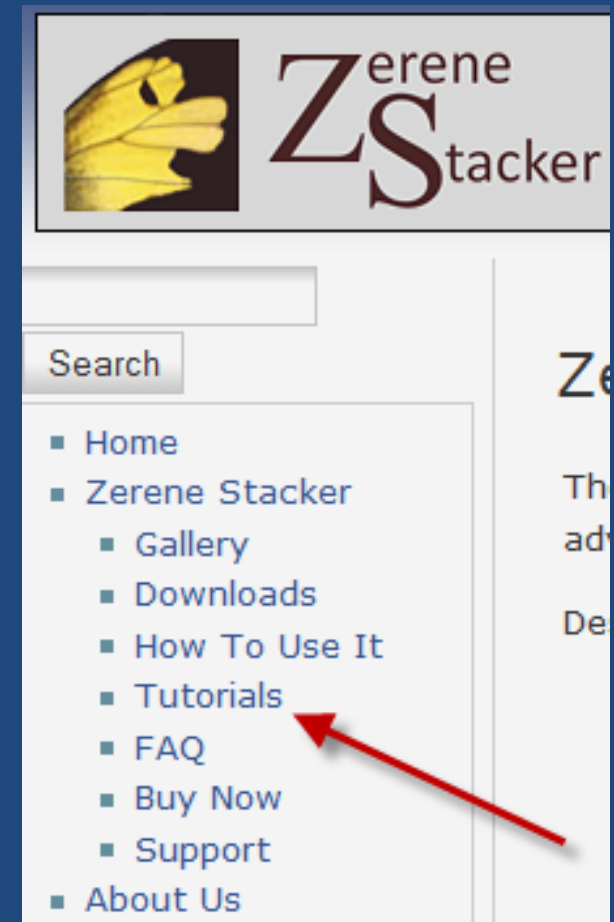 Zerene
Stacker
Search
Home
Zerene Stacker
Gallery
Downloads
How To Use It
Tutorials
FAQ
Buy Now
Support
About Us